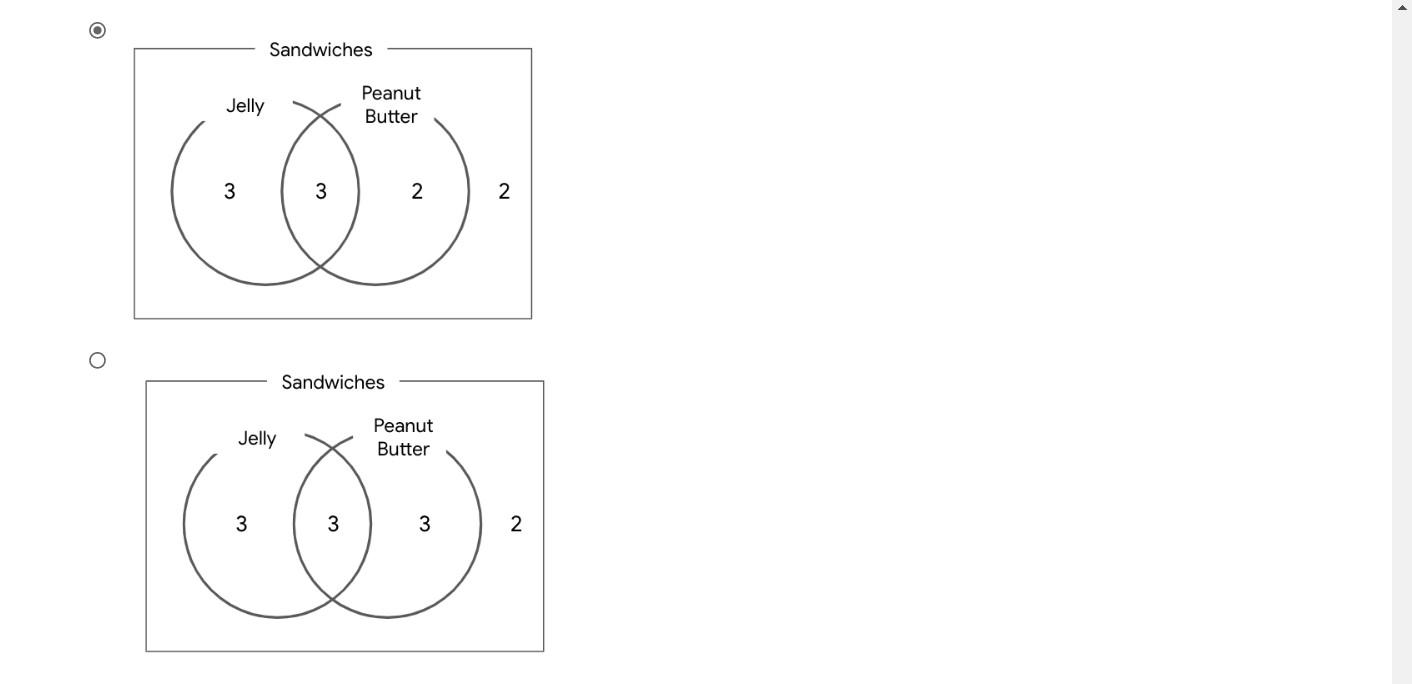 Sandwiches
Jelly
Peanut
Butter
3 3 2 2
Sandwiches
Jelly
Peanut
Butter
3 3 3 2